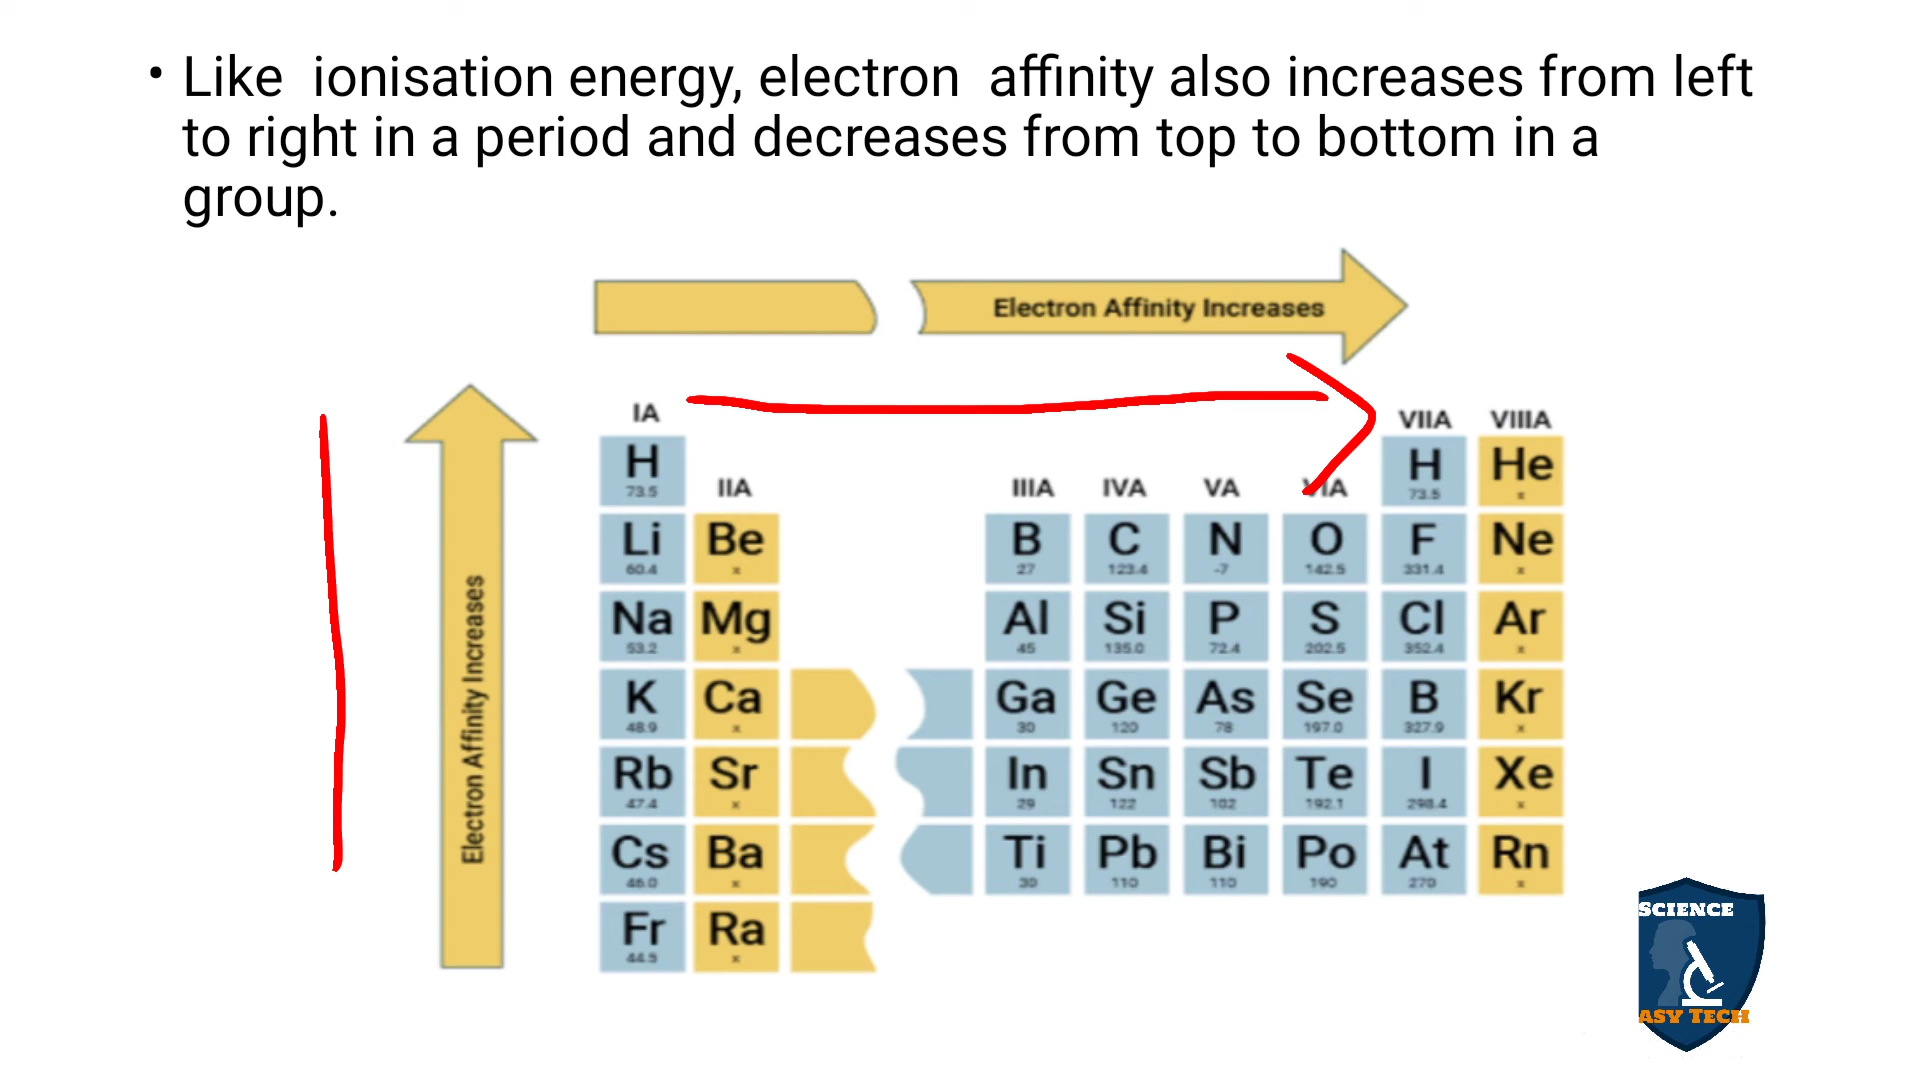 • Like ionisation energy, electron affinity also increases from left
to right in a period and decreases from top to bottom in a
group.
Electron Affinity Increases
Electron Affinity Increases
IA VIIA VIIIA
H H He
73.5 73.5 x
IIA IIIA IVA VA VIA
Li Be B C N O F Ne
60.4 x 27 123.4 -7 142.5 331.4 x
Na Mg Al Si P S Cl Ar
53.2 x 45 135.0 72.4 202.5 352.4 x
K Ca Ga Ge As Se B Kr
48.9 x 30 120 78 197.0 327.9 x
Rb Sr In Sn Sb Te I Xe
47.4 x 29 122 102 192.1 298.4 x
Cs Ba Ti Pb Bi Po At Rn
46.0 x 30 110 110 190 270 x
Fr Ra
44.5 x
SCIENCE
ASY TECH